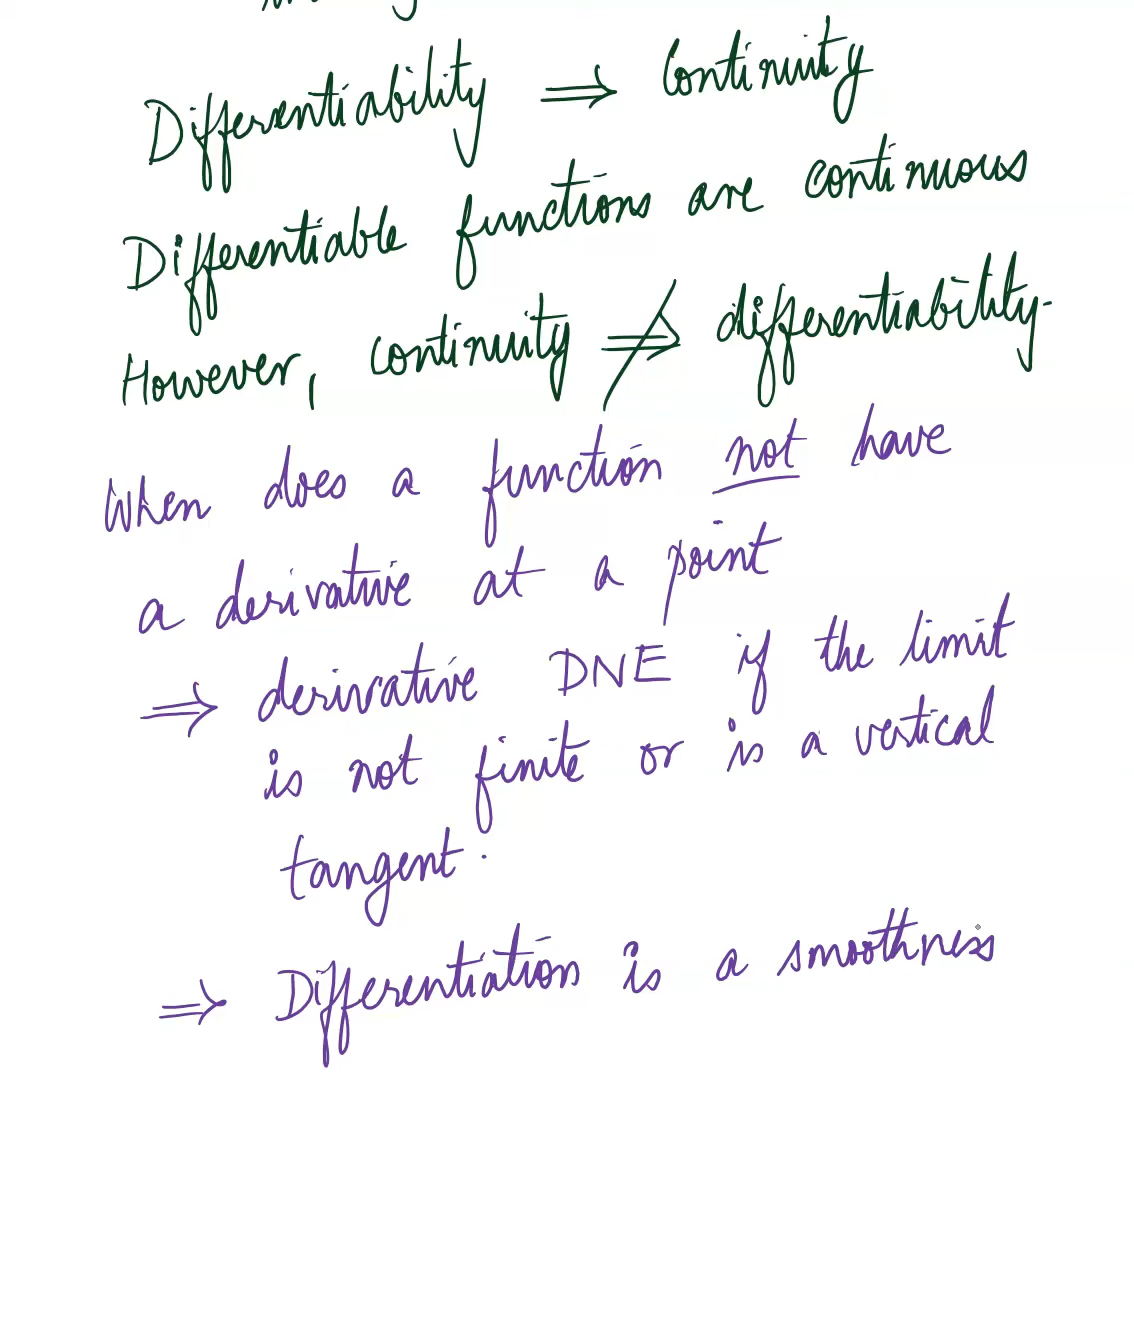 Differentiability ⟹ Continuity
Differentiable functions are continuous
However, continuity ⇏ differentiability.
When does a function not have
a derivative at a point
⟹ derivative DNE if the limit
is not finite or is a vertical
tangent.
⟹ Differentiation is a smoothness